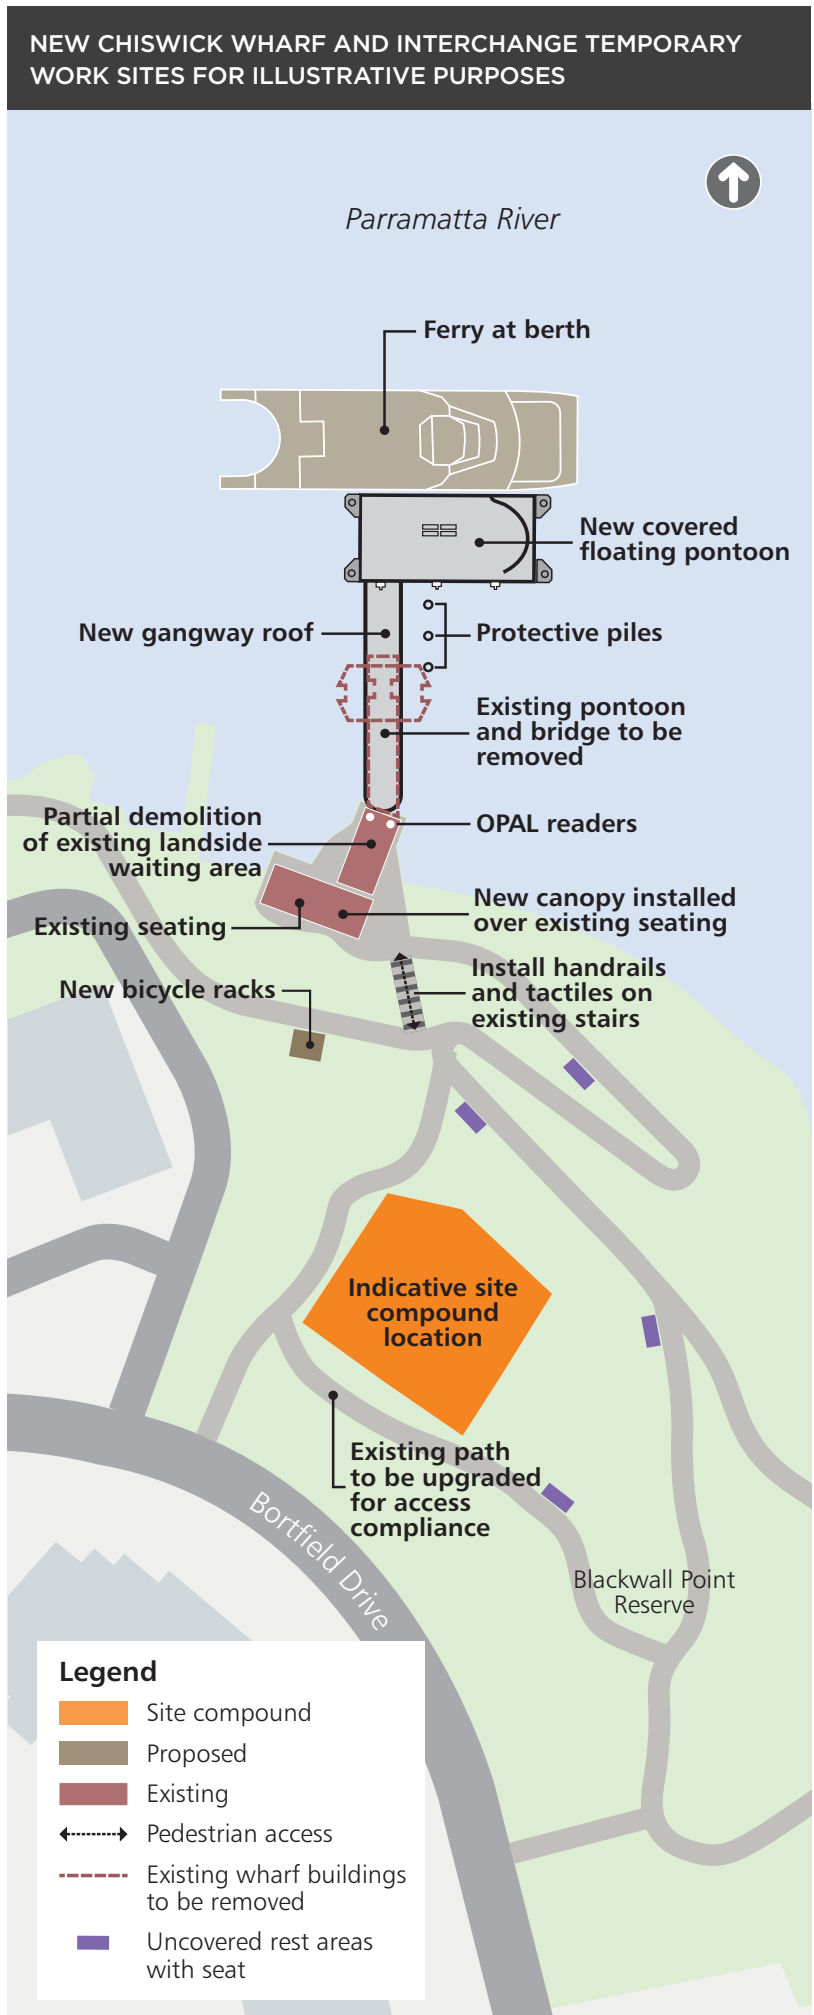 NEW CHISWICK WHARF AND INTERCHANGE TEMPORARY
WORK SITES FOR ILLUSTRATIVE PURPOSES
Parramatta River
Ferry at berth
New covered
floating pontoon
New gangway roof
Protective piles
Existing pontoon
and bridge to be
removed
Partial demolition
of existing landside
waiting area
OPAL readers
Existing seating
New canopy installed
over existing seating
New bicycle racks
Install handrails
and tactiles on
existing stairs
Indicative site
compound
location
Existing path
to be upgraded
for access
compliance
Bortfield Drive
Blackwall Point
Reserve
Legend
Site compound
Proposed
Existing
Pedestrian access
Existing wharf buildings
to be removed
Uncovered rest areas
with seat